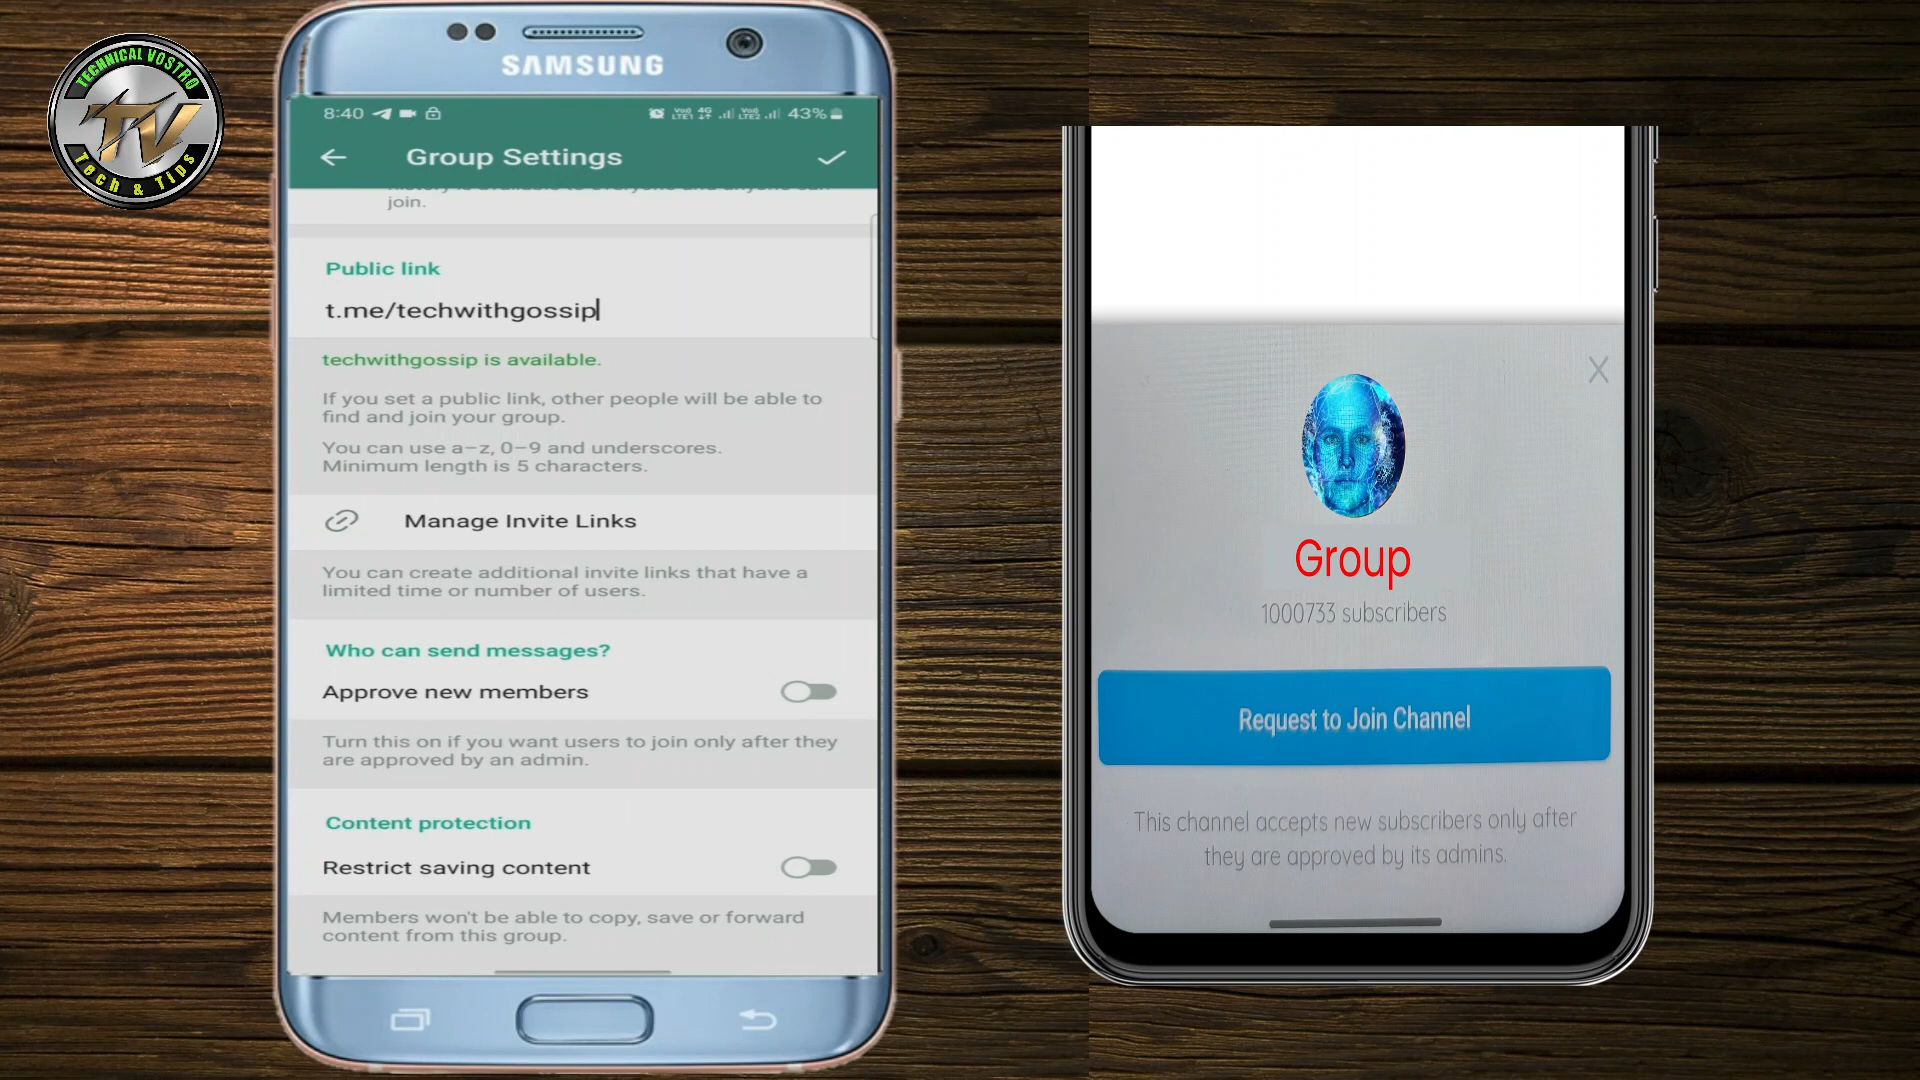 TECHNICAL VOSTRO
TV
Tech & Tips
SAMSUNG
8:40
43%
Group Settings
join.
Public link
t.me/techwithgossip
techwithgossip is available.
If you set a public link, other people will be able to
find and join your group.
You can use a–z, 0–9 and underscores.
Minimum length is 5 characters.
Manage Invite Links
You can create additional invite links that have a
limited time or number of users.
Who can send messages?
Approve new members
Turn this on if you want users to join only after they
are approved by an admin.
Content protection
Restrict saving content
Members won't be able to copy, save or forward
content from this group.
X
Group
1000733 subscribers
Request to Join Channel
This channel accepts new subscribers only after
they are approved by its admins.